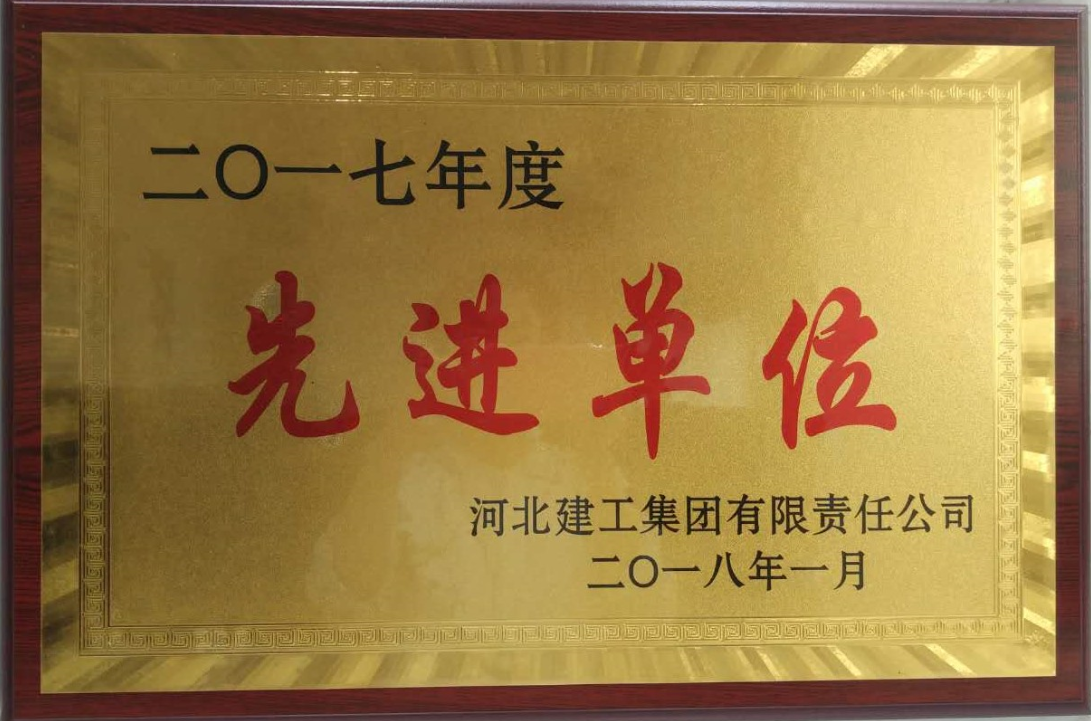 二〇一七年度
先进单位
河北建工集团有限责任公司
二〇一八年一月